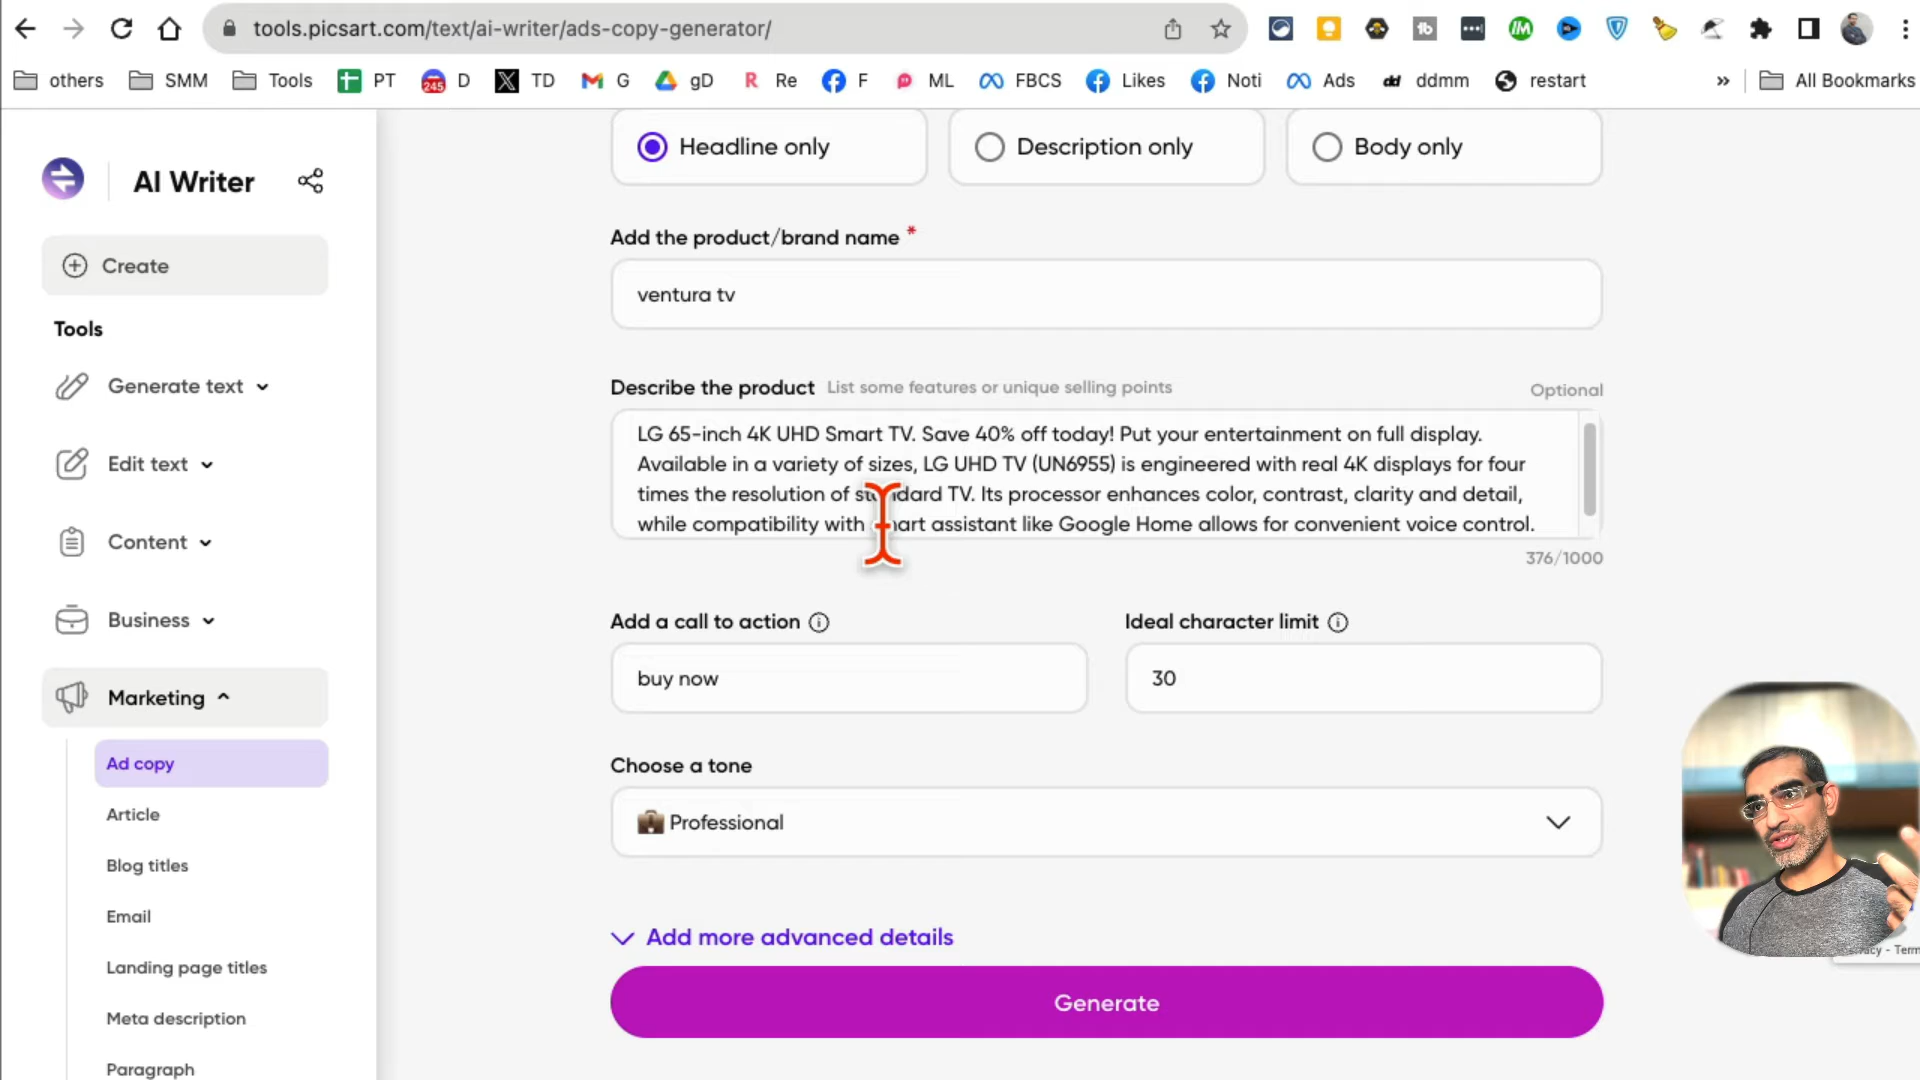 tools.picsart.com/text/ai-writer/ads-copy-generator/
others SMM Tools PT 245 D TD G gD R Re F ML FBCS Likes Noti Ads dd ddmm restart » All Bookmarks
AI Writer
Create
Tools
Generate text
Edit text
Content
Business
Marketing
Ad copy
Article
Blog titles
Email
Landing page titles
Meta description
Paragraph
Headline only Description only Body only
Add the product/brand name *
ventura tv
Describe the product List some features or unique selling points Optional
LG 65-inch 4K UHD Smart TV. Save 40% off today! Put your entertainment on full display.
Available in a variety of sizes, LG UHD TV (UN6955) is engineered with real 4K displays for four
times the resolution of standard TV. Its processor enhances color, contrast, clarity and detail,
while compatibility with smart assistant like Google Home allows for convenient voice control.
376/1000
Add a call to action Ideal character limit
buy now 30
Choose a tone
Professional
Add more advanced details
Generate